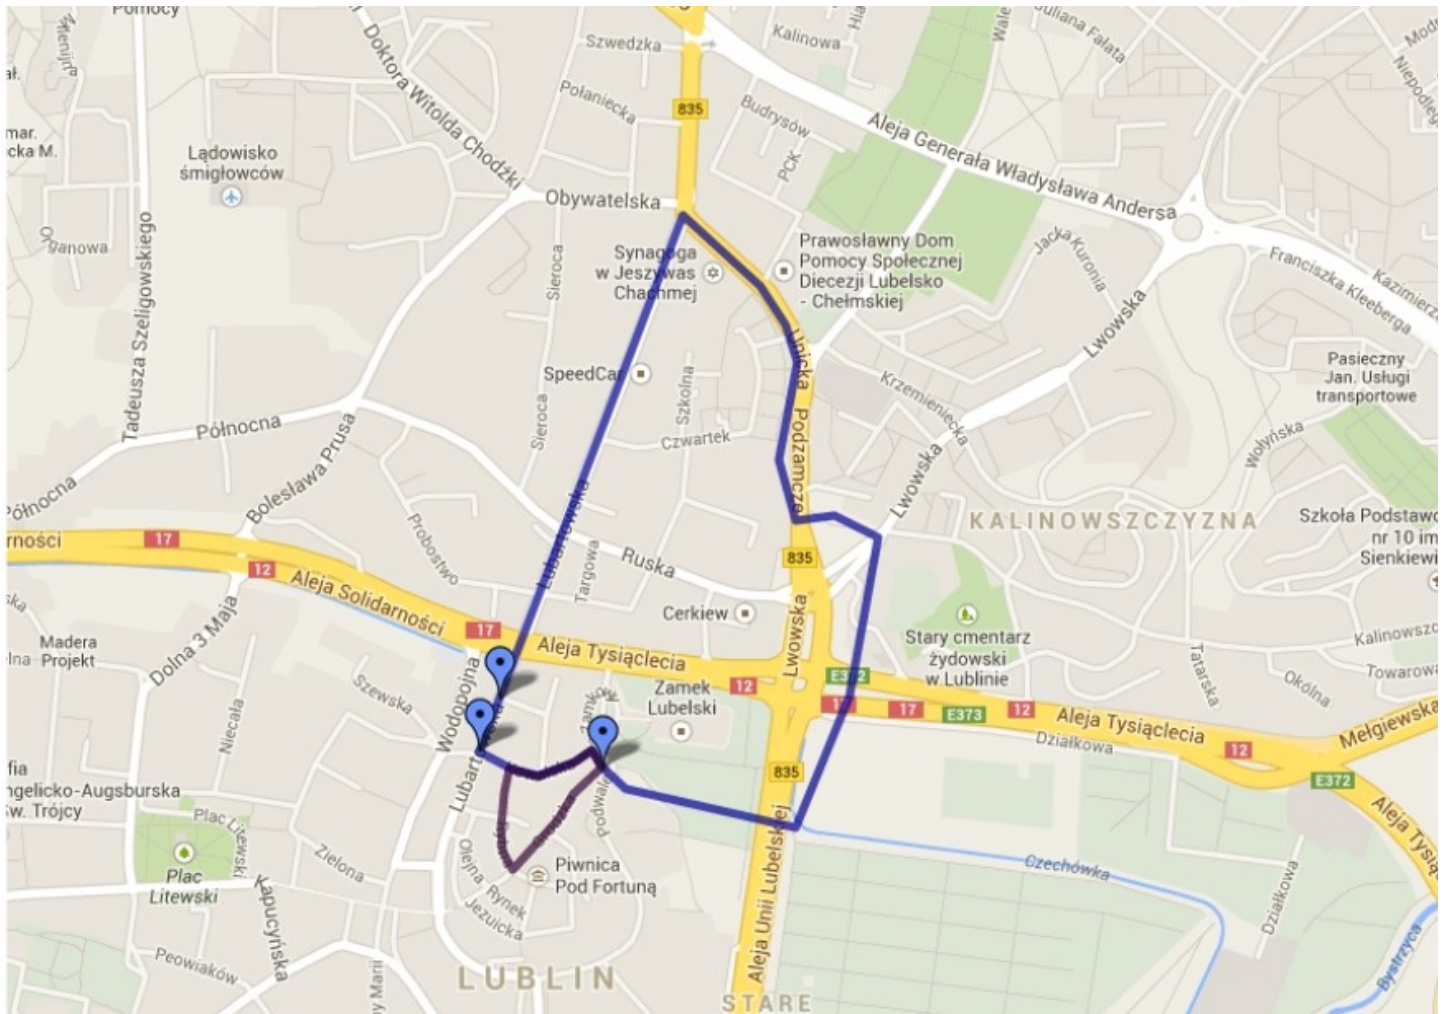 Pomocy
Szwedzka
Kalinowa
Juliana Fałata
Doktora Witolda Chodźki
Połaniecka
835
Budrysów
PCK
Aleja Generała Władysława Andersa
mar.
cka M.
Lądowisko
śmigłowców
Obywatelska
Organowa
Tadeusza Szeligowskiego
Sieroca
Synagoga
w Jeszywas
Chachmej
Prawosławny Dom
Pomocy Społecznej
Diecezji Lubelsko
- Chełmskiej
Jacka Kuronia
Franciszka Kleeberga
Lwowska
Unicka
SpeedCar
Szkolna
Krzemieniecka
Pasieczny
Jan. Usługi
transportowe
Północna
Sieroca
Czwartek
Podzamcze
Wołyńska
Północna
Bolesława Prusa
Lubartowska
Lwowska
KALINOWSZCZYZNA
Szkoła Podstawo
nr 10 im
Sienkiewi
rności
17
12
Probostwo
Targowa
Ruska
835
Aleja Solidarności
Dolna 3 Maja
17
Cerkiew
Lwowska
Stary cmentarz
żydowski
w Lublinie
Madera
Projekt
Aleja Tysiąclecia
Zamek
Lubelski
12
17
E373
12
Aleja Tysiąclecia
Tatarska
Okólna
Towarowa
Mełgiewska
Szewska
Wodopojna
Niecała
Działkowa
12
E372
835
ngelicko-Augsburska
św. Trójcy
Plac Litewski
Plac
Litewski
Zielona
Olejna
Rynek
Jezuicka
Podwale
Piwnica
Pod Fortuną
Czechówka
Kapucyńska
Aleja Unii Lubelskiej
Działkowa
Bystrzyca
Peowiaków
LUBLIN
STARE